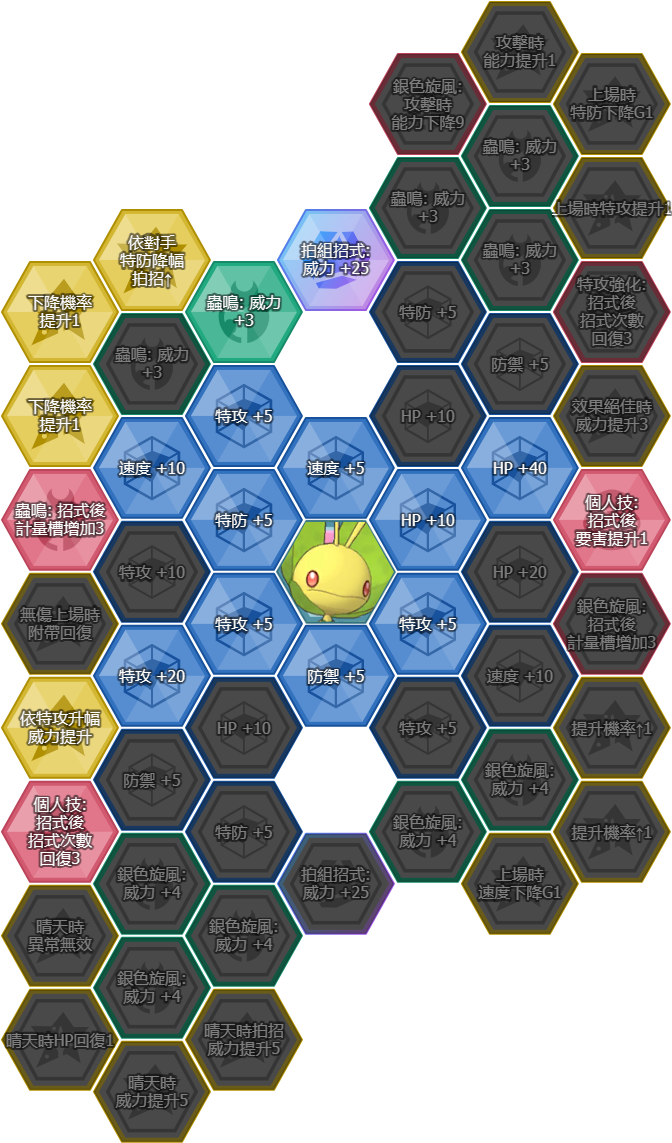 攻擊時
能力提升1
銀色旋風:
攻擊時
能力下降9
上場時
特防下降G1
蟲鳴: 威力
+3
蟲鳴: 威力
+3
上場時特攻提升1
依對手
特防降幅
拍招↑
拍組招式:
威力 +25
蟲鳴: 威力
+3
下降機率
提升1
蟲鳴: 威力
+3
特防 +5
特攻強化:
招式後
招式次數
回復3
蟲鳴: 威力
+3
防禦 +5
下降機率
提升1
特攻 +5
HP +10
效果絕佳時
威力提升3
速度 +10
速度 +5
HP +40
蟲鳴: 招式後
計量槽增加3
特防 +5
HP +10
個人技:
招式後
要害提升1
特攻 +10
HP +20
無傷上場時
附帶回復
特攻 +5
特攻 +5
銀色旋風:
招式後
計量槽增加3
特攻 +20
防禦 +5
速度 +10
依特攻升幅
威力提升
HP +10
特攻 +5
提升機率↑1
防禦 +5
銀色旋風:
威力 +4
個人技:
招式後
招式次數
回復3
特防 +5
銀色旋風:
威力 +4
提升機率↑1
銀色旋風:
威力 +4
拍組招式:
威力 +25
上場時
速度下降G1
晴天時
異常無效
銀色旋風:
威力 +4
銀色旋風:
威力 +4
晴天時HP回復1
晴天時拍招
威力提升5
晴天時
威力提升5